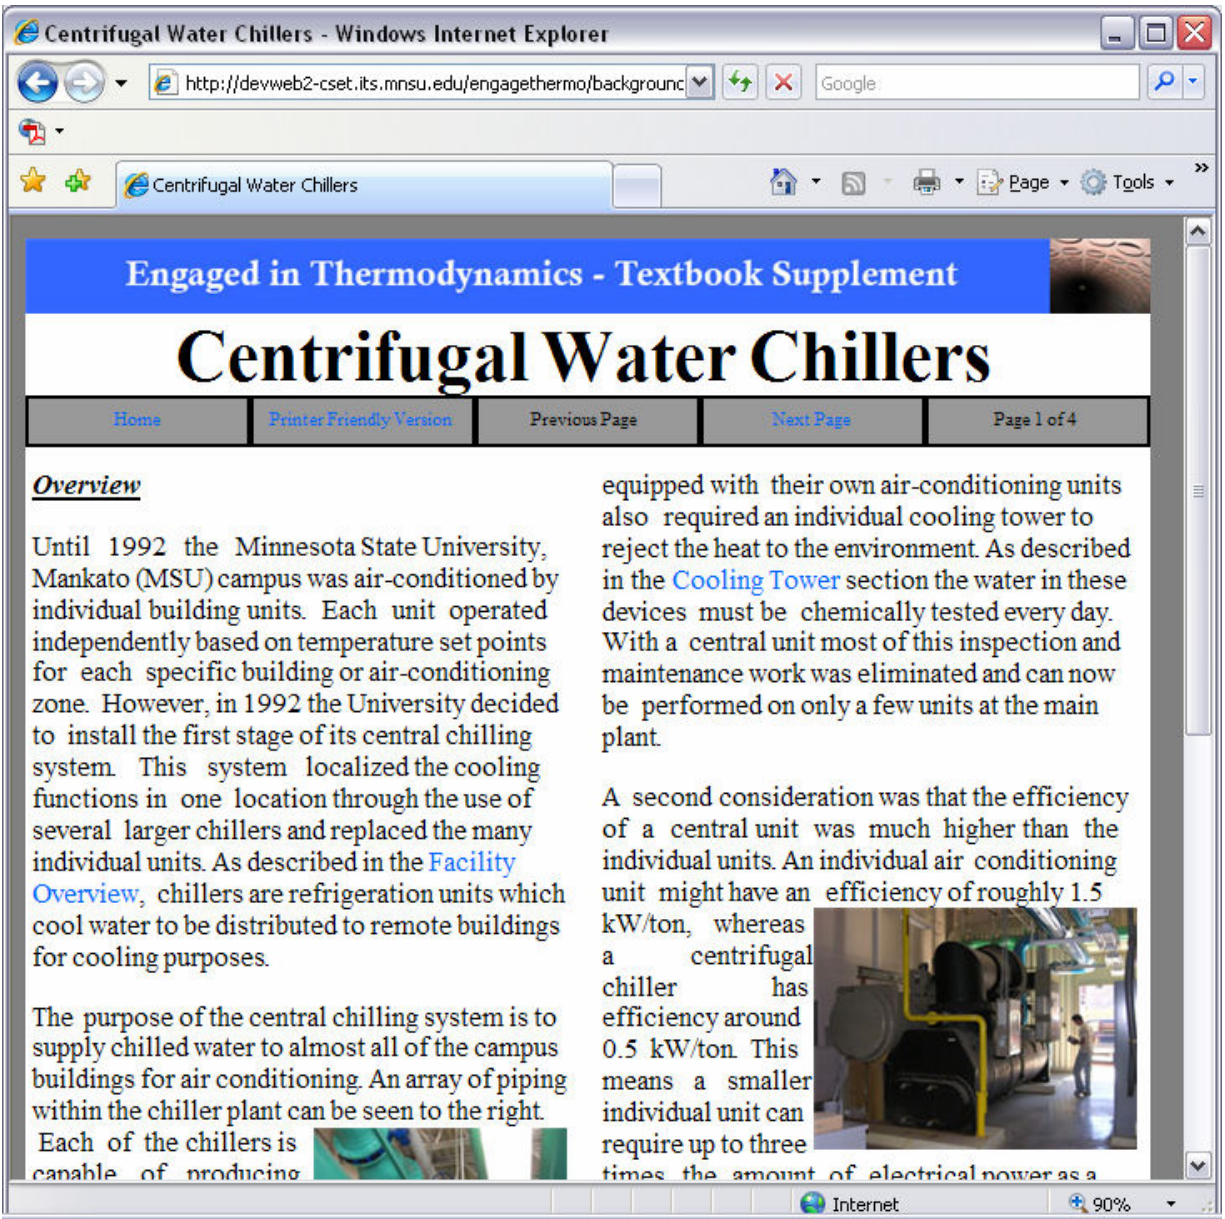 Centrifugal Water Chillers - Windows Internet Explorer
http://devweb2-cset.its.mnsu.edu/engagethermo/background
Google
Centrifugal Water Chillers
Page
Tools
»
Engaged in Thermodynamics - Textbook Supplement
Centrifugal Water Chillers
Home
Printer Friendly Version
Previous Page
Next Page
Page 1 of 4
Overview
Until 1992 the Minnesota State University,
Mankato (MSU) campus was air-conditioned by
individual building units. Each unit operated
independently based on temperature set points
for each specific building or air-conditioning
zone. However, in 1992 the University decided
to install the first stage of its central chilling
system. This system localized the cooling
functions in one location through the use of
several larger chillers and replaced the many
individual units. As described in the Facility
Overview, chillers are refrigeration units which
cool water to be distributed to remote buildings
for cooling purposes.
The purpose of the central chilling system is to
supply chilled water to almost all of the campus
buildings for air conditioning. An array of piping
within the chiller plant can be seen to the right.
Each of the chillers is
capable of producing
equipped with their own air-conditioning units
also required an individual cooling tower to
reject the heat to the environment. As described
in the Cooling Tower section the water in these
devices must be chemically tested every day.
With a central unit most of this inspection and
maintenance work was eliminated and can now
be performed on only a few units at the main
plant.
A second consideration was that the efficiency
of a central unit was much higher than the
individual units. An individual air conditioning
unit might have an efficiency of roughly 1.5
kW/ton, whereas
a centrifugal
chiller has
efficiency around
0.5 kW/ton. This
means a smaller
individual unit can
require up to three
times the amount of electrical power as a
Internet
90%